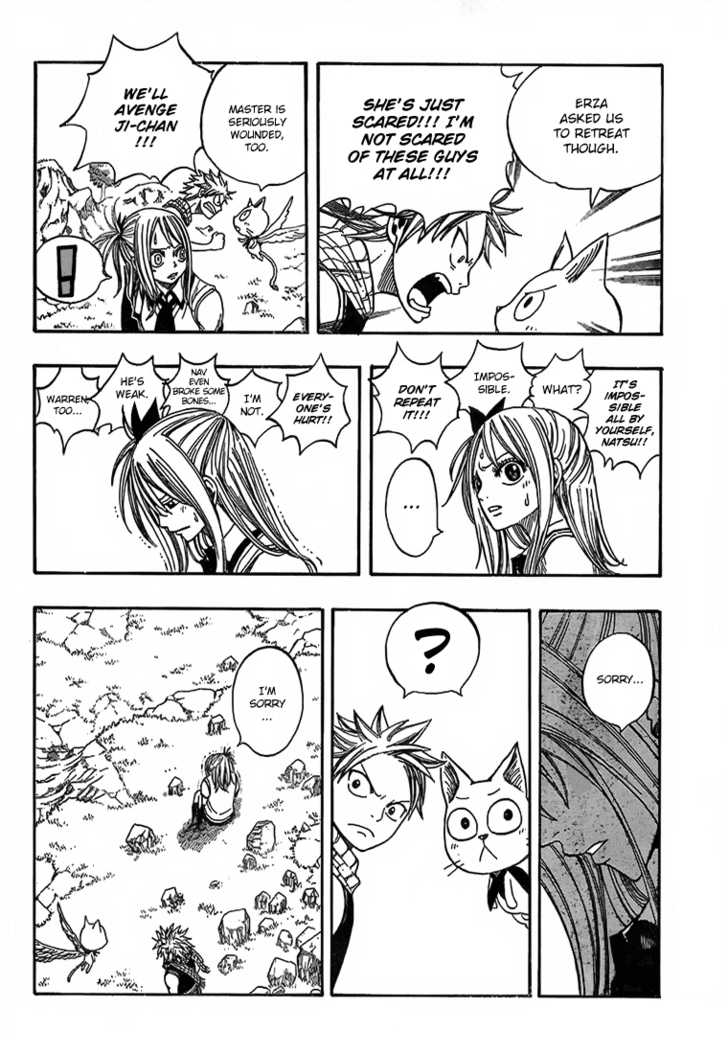 ERZA
ASKED US
TO RETREAT
THOUGH.
SHE'S JUST
SCARED!!! I'M
NOT SCARED
OF THESE GUYS
AT ALL!!!
MASTER IS
SERIOUSLY
WOUNDED,
TOO.
WE'LL
AVENGE
JI-CHAN
!!!
!
IT'S
IMPOS-
SIBLE
ALL BY
YOURSELF,
NATSU!!
WHAT?
IMPOS-
SIBLE.
DON'T
REPEAT
IT!!!
...
EVERY-
ONE'S
HURT!!
I'M
NOT.
NAV
EVEN
BROKE SOME
BONES...
HE'S
WEAK.
WARREN
TOO...
SORRY...
?
I'M
SORRY
...